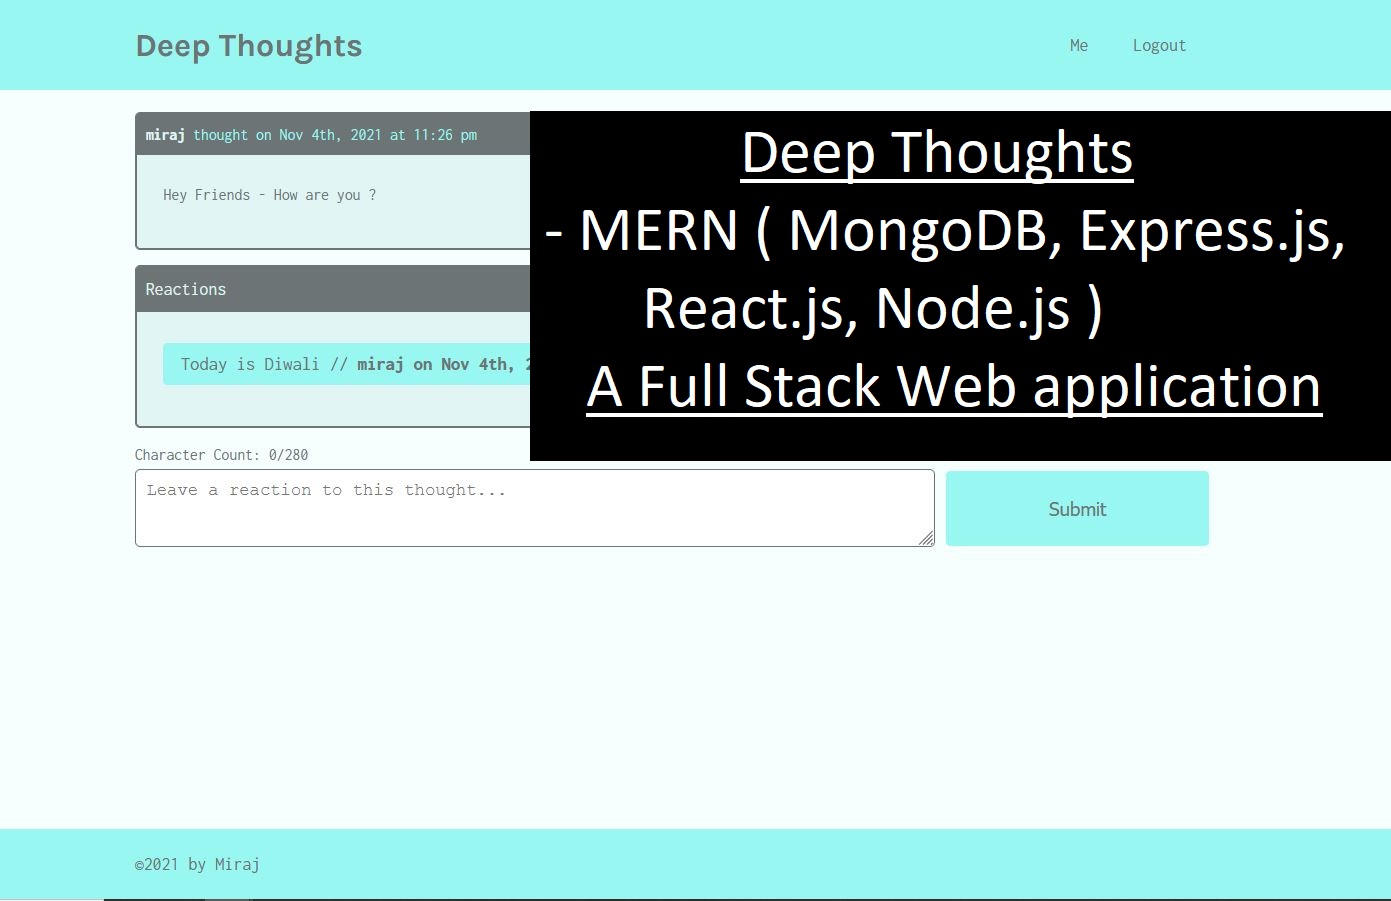 Deep Thoughts
Me
Logout
miraj thought on Nov 4th, 2021 at 11:26 pm
Hey Friends - How are you ?
Reactions
Today is Diwali // miraj on Nov 4th,
Deep Thoughts
- MERN ( MongoDB, Express.js,
React.js, Node.js )
A Full Stack Web application
Character Count: 0/280
Leave a reaction to this thought...
Submit
©2021 by Miraj